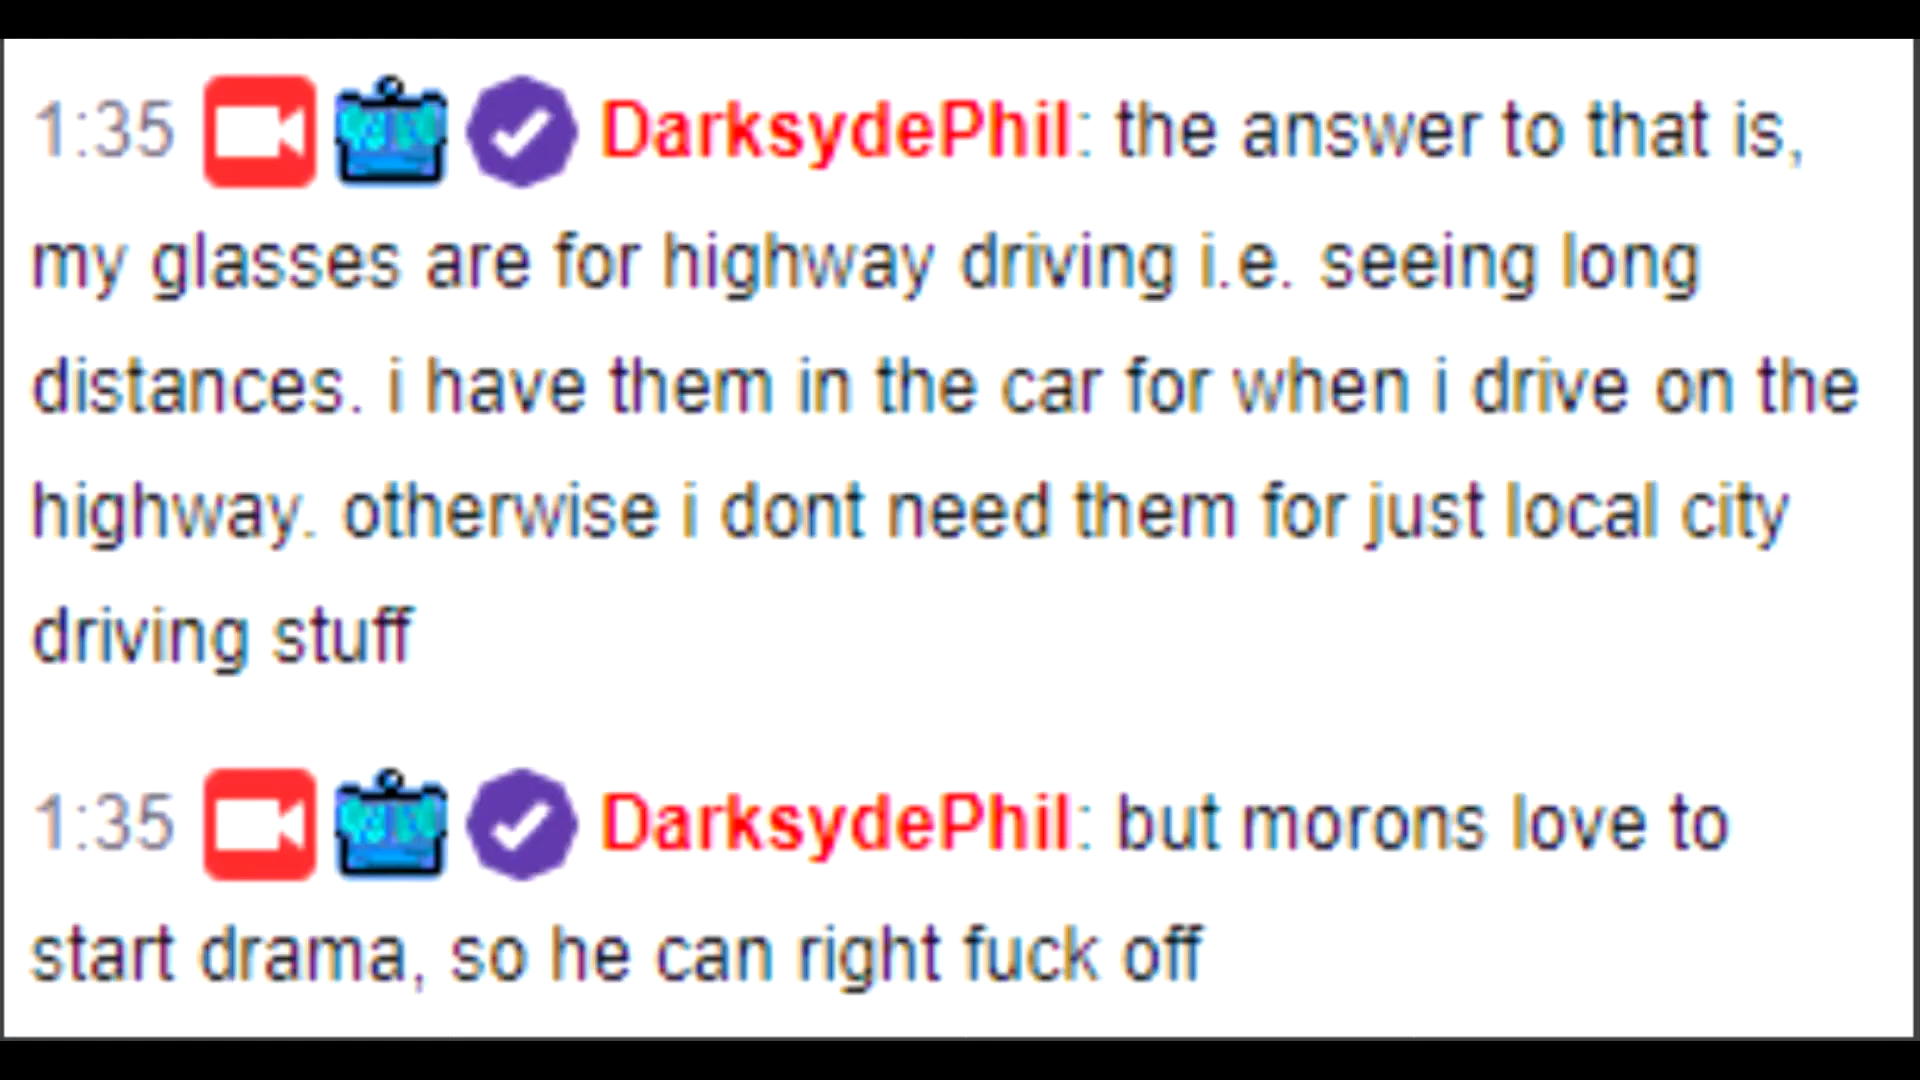 1:35 DarksydePhil: the answer to that is,
my glasses are for highway driving i.e. seeing long
distances. i have them in the car for when i drive on the
highway. otherwise i dont need them for just local city
driving stuff
1:35 DarksydePhil: but morons love to
start drama, so he can right fuck off